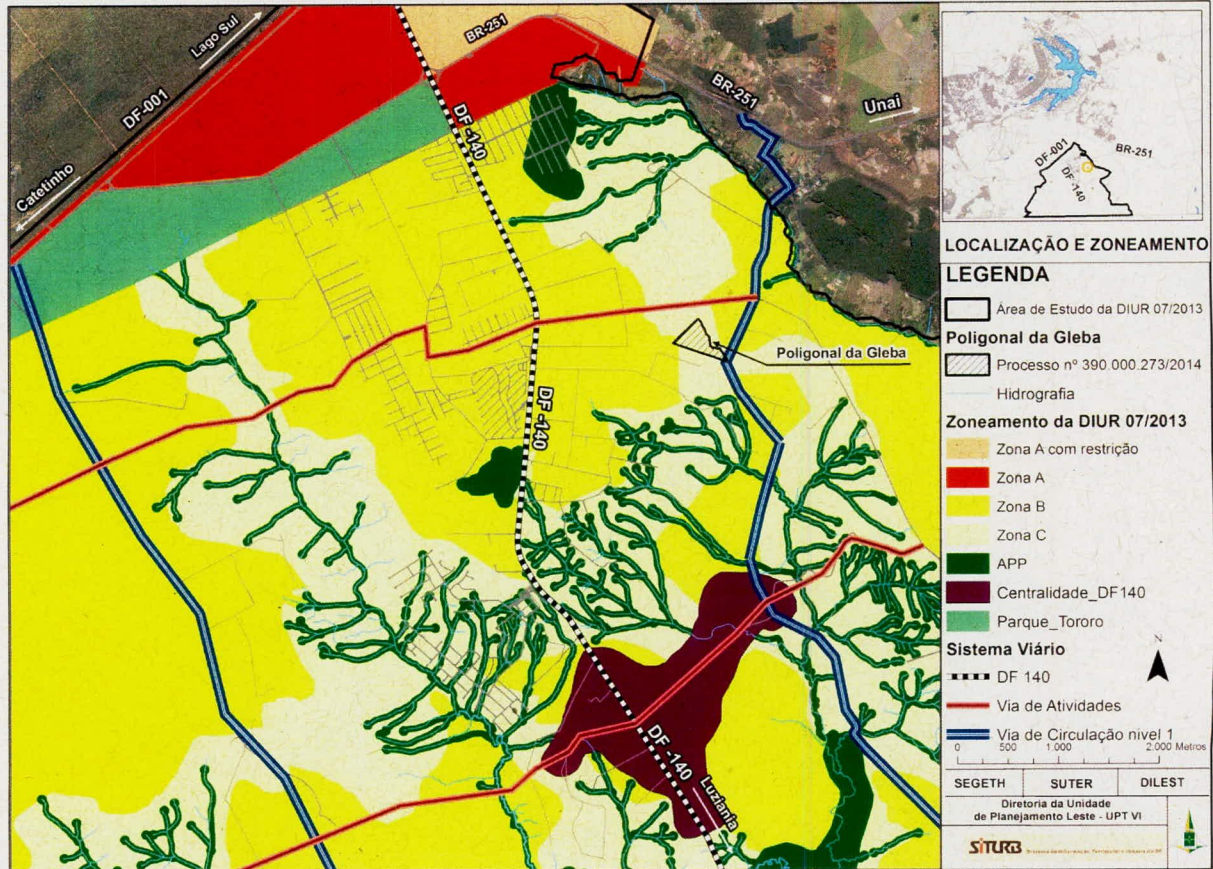 Lago Sul
DF-001
Catetinho
BR-251
DF -140
BR-251
Unai
Poligonal da Gleba
DF -140
DF -140
Luziania
DF-001
DF-140
BR-251
LOCALIZAÇÃO E ZONEAMENTO
LEGENDA
Área de Estudo da DIUR 07/2013
Poligonal da Gleba
Processo nº 390.000.273/2014
Hidrografia
Zoneamento da DIUR 07/2013
Zona A com restrição
Zona A
Zona B
Zona C
APP
Centralidade_DF140
Parque_Tororo
Sistema Viário
N
DF 140
Via de Atividades
Via de Circulação nivel 1
0 500 1.000 2.000 Metros
SEGETH SUTER DILEST
Diretoria da Unidade
de Planejamento Leste - UPT VI
SITURB